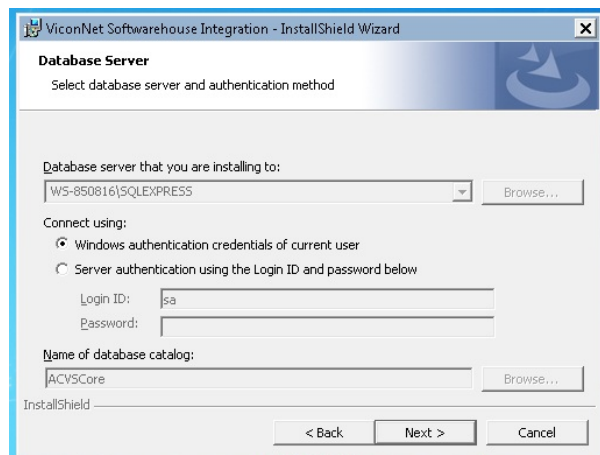 ViconNet Softwarehouse Integration - InstallShield Wizard
Database Server
Select database server and authentication method
Database server that you are installing to:
WS-850816\SQLEXPRESS
Browse...
Connect using:
Windows authentication credentials of current user
Server authentication using the Login ID and password below
Login ID:
sa
Password:
Name of database catalog:
ACVSCore
Browse...
InstallShield
< Back
Next >
Cancel